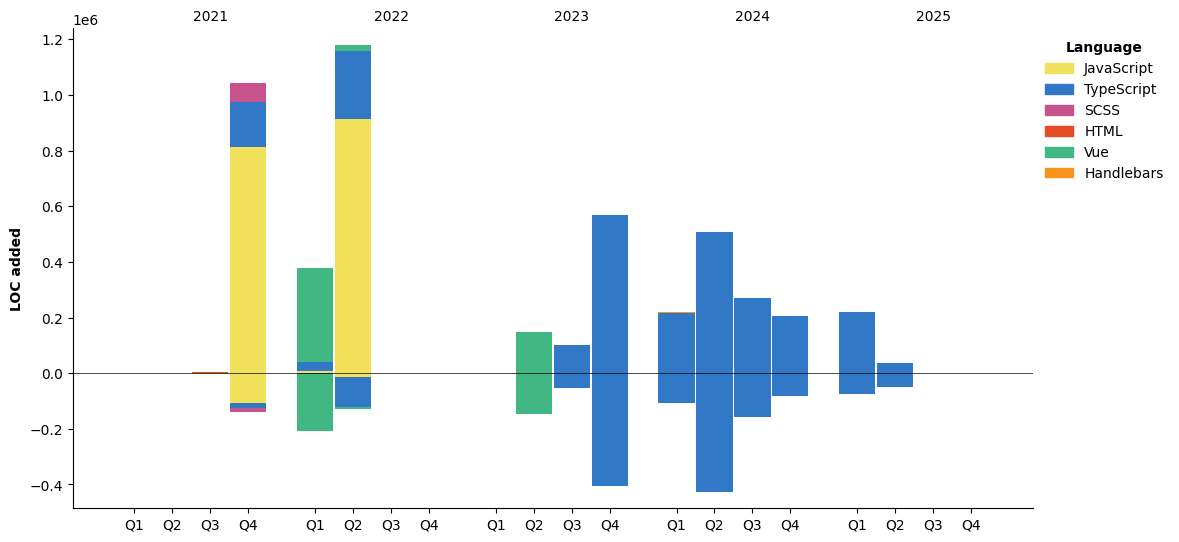 2021 2022 2023 2024 2025
1e6
1.2
1.0
0.8
0.6
0.4
0.2
0.0
−0.2
−0.4
LOC added
Language
JavaScript
TypeScript
SCSS
HTML
Vue
Handlebars
Q1 Q2 Q3 Q4 Q1 Q2 Q3 Q4 Q1 Q2 Q3 Q4 Q1 Q2 Q3 Q4 Q1 Q2 Q3 Q4